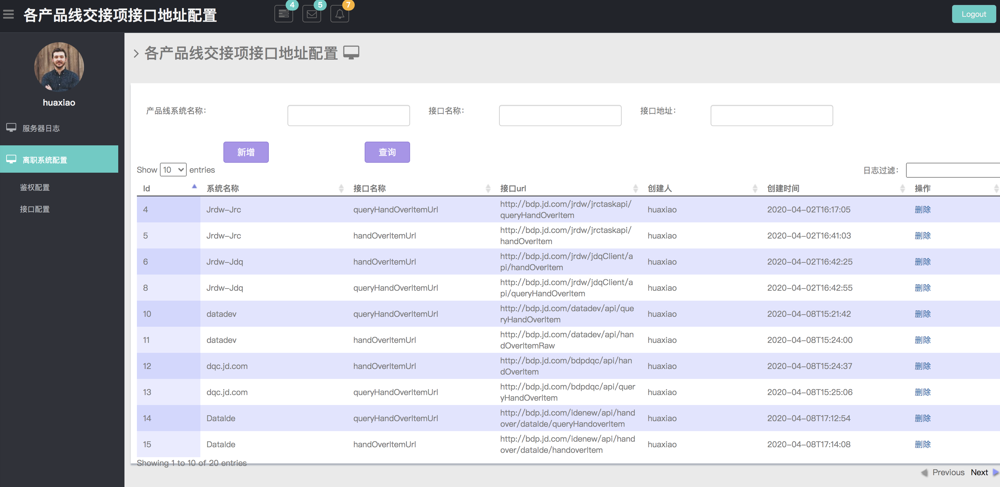 各产品线交接项接口地址配置
4
5
7
Logout
huaxiao
服务器日志
离职系统配置
鉴权配置
接口配置
各产品线交接项接口地址配置
产品线系统名称：
接口名称：
接口地址：
新增
查询
Show 10 entries
日志过滤：
Id 系统名称 接口名称 接口url 创建人 创建时间 操作
4 Jrdw-Jrc queryHandOverItemUrl http://bdp.jd.com/jrdw/jrctaskapi/ huaxiao 2020-04-02T16:17:05 删除
queryHandOverItem
5 Jrdw-Jrc handOverItemUrl http://bdp.jd.com/jrdw/jrctaskapi/ huaxiao 2020-04-02T16:41:03 删除
handOverItem
6 Jrdw-Jdq handOverItemUrl http://bdp.jd.com/jrdw/jdqClient/a huaxiao 2020-04-02T16:42:25 删除
pi/handOverItem
8 Jrdw-Jdq queryHandOverItemUrl http://bdp.jd.com/jrdw/jdqClient/a huaxiao 2020-04-02T16:42:55 删除
pi/queryHandOverItem
10 datadev queryHandOverItemUrl http://bdp.jd.com/datadev/api/que huaxiao 2020-04-08T15:21:42 删除
ryHandOverItem
11 datadev handOverItemUrl http://bdp.jd.com/datadev/api/han huaxiao 2020-04-08T15:24:00 删除
dOverItemRaw
12 dqc.jd.com handOverItemUrl http://bdp.jd.com/bdpdqc/api/han huaxiao 2020-04-08T15:24:37 删除
dOverItem
13 dqc.jd.com queryHandOverItemUrl http://bdp.jd.com/bdpdqc/api/quer huaxiao 2020-04-08T15:25:06 删除
yHandOverItem
14 DataIde queryHandOverItemUrl http://bdp.jd.com/idenew/api/hand huaxiao 2020-04-08T17:12:54 删除
over/dataIde/queryHandoverItem
15 DataIde handOverItemUrl http://bdp.jd.com/idenew/api/hand huaxiao 2020-04-08T17:14:08 删除
over/dataIde/handoverItem
Showing 1 to 10 of 20 entries
Previous Next